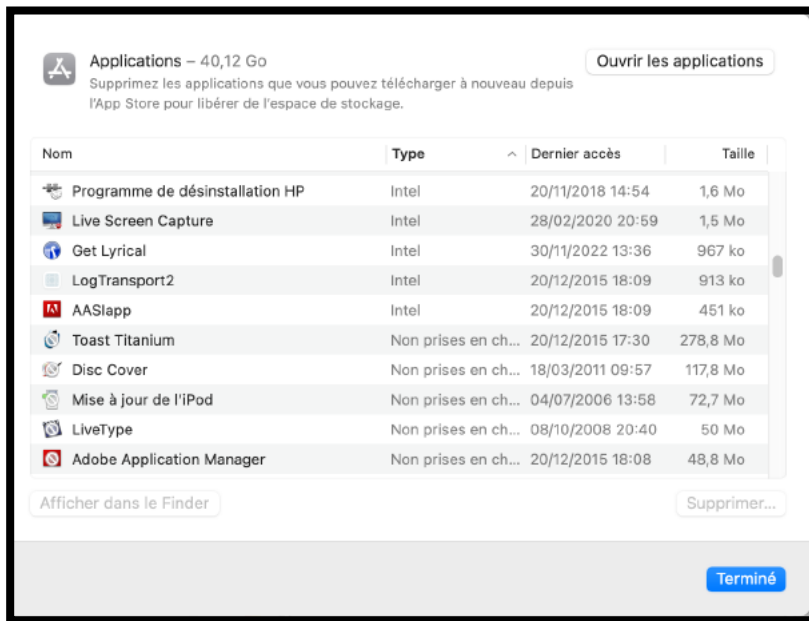 Applications – 40,12 Go
Ouvrir les applications
Supprimez les applications que vous pouvez télécharger à nouveau depuis
l'App Store pour libérer de l'espace de stockage.
Nom Type Dernier accès Taille
Programme de désinstallation HP Intel 20/11/2018 14:54 1,6 Mo
Live Screen Capture Intel 28/02/2020 20:59 1,5 Mo
Get Lyrical Intel 30/11/2022 13:36 967 ko
LogTransport2 Intel 20/12/2015 18:09 913 ko
AASIapp Intel 20/12/2015 18:09 451 ko
Toast Titanium Non prises en ch... 20/12/2015 17:30 278,8 Mo
Disc Cover Non prises en ch... 18/03/2011 09:57 117,8 Mo
Mise à jour de l'iPod Non prises en ch... 04/07/2006 13:58 72,7 Mo
LiveType Non prises en ch... 08/10/2008 20:40 50 Mo
Adobe Application Manager Non prises en ch... 20/12/2015 18:08 48,8 Mo
Afficher dans le Finder Supprimer...
Terminé